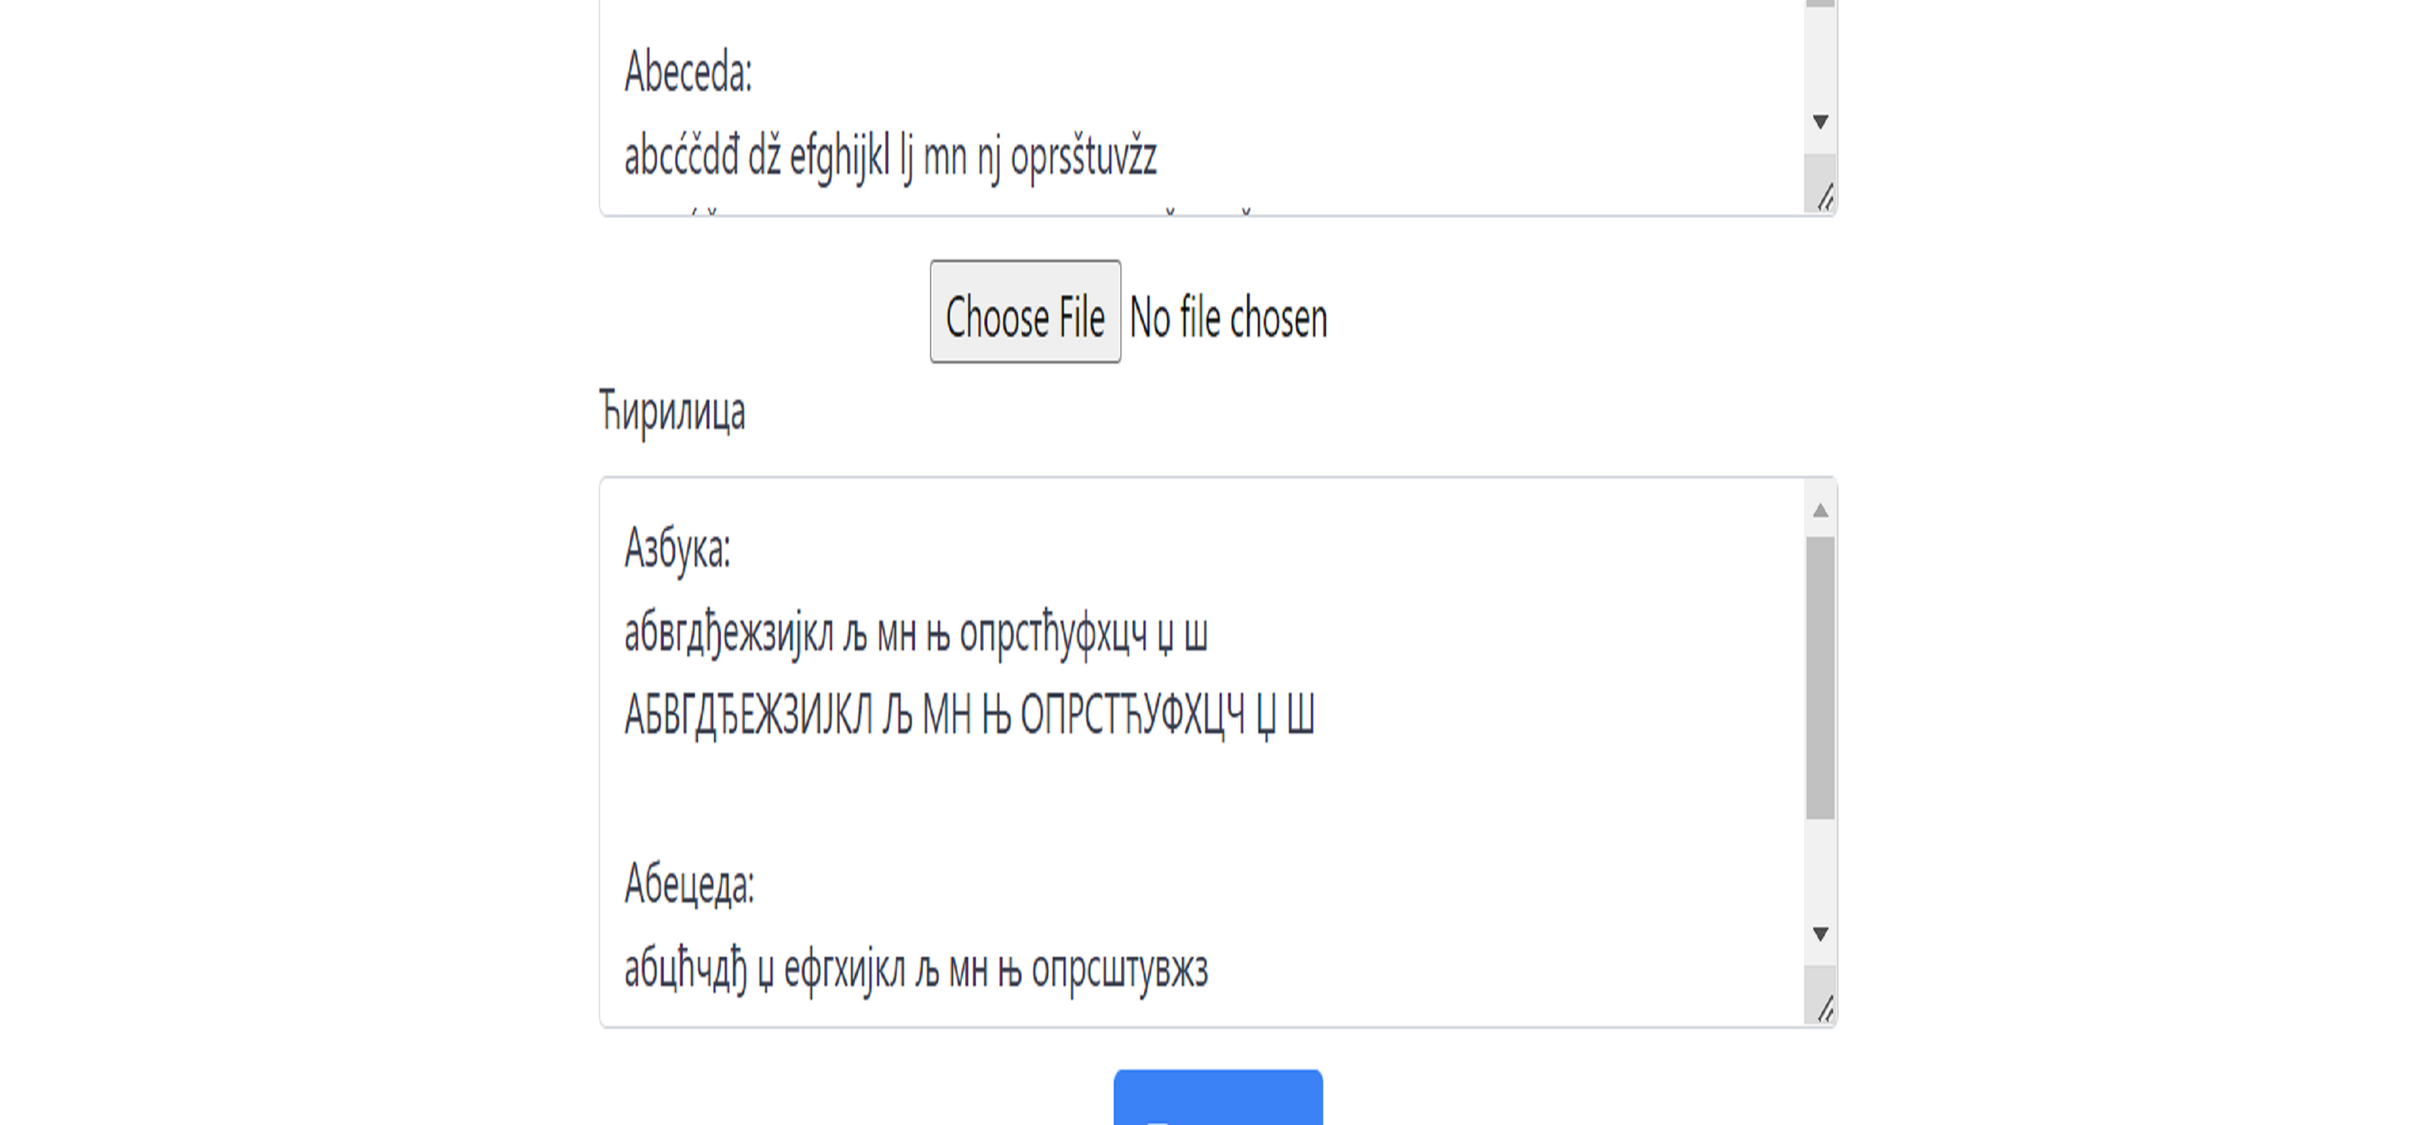 Abeceda:
abcćčdđ dž efghijkl lj mn nj oprsštuvžz
Choose File No file chosen
Ћирилица
Азбука:
абвгдђежзијкл љ мн њ опрстћуфхцч џ ш
АБВГДЂЕЖЗИЈКЛ Љ МН Њ ОПРСТЋУФХЦЧ Џ Ш
Абецеда:
абцћчдђ џ ефгхијкл љ мн њ опрсштувжз